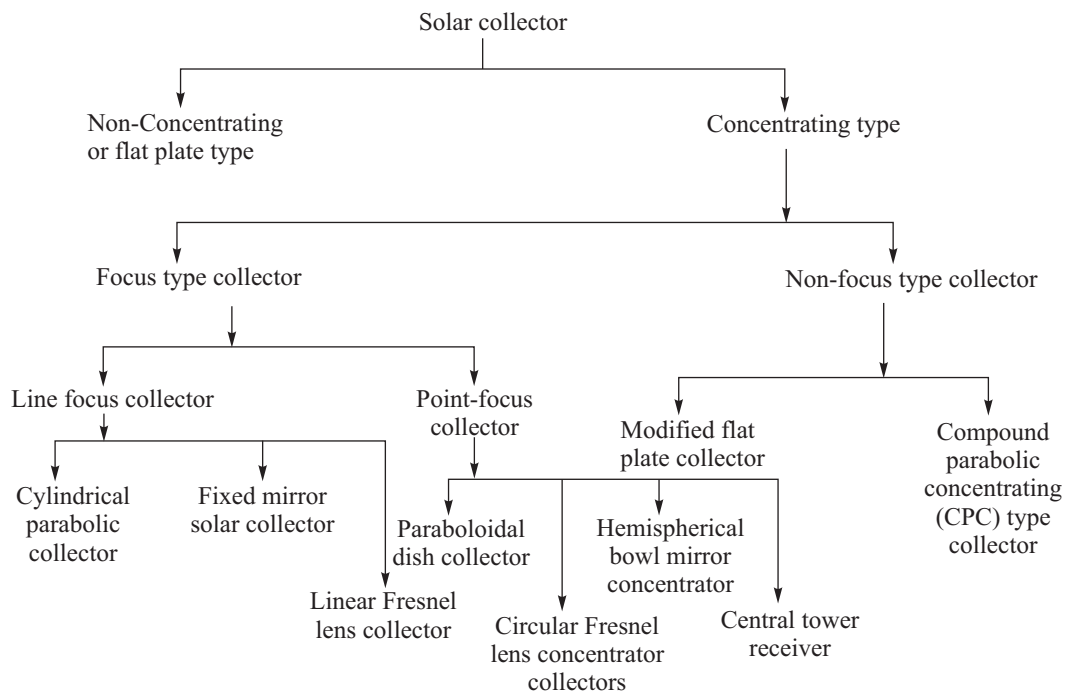 Solar collector
Non-Concentrating
or flat plate type
Concentrating type
Focus type collector
Non-focus type collector
Line focus collector
Point-focus
collector
Modified flat
plate collector
Compound
parabolic
concentrating
(CPC) type
collector
Cylindrical
parabolic
collector
Fixed mirror
solar collector
Linear Fresnel
lens collector
Paraboloidal
dish collector
Circular Fresnel
lens concentrator
collectors
Hemispherical
bowl mirror
concentrator
Central tower
receiver